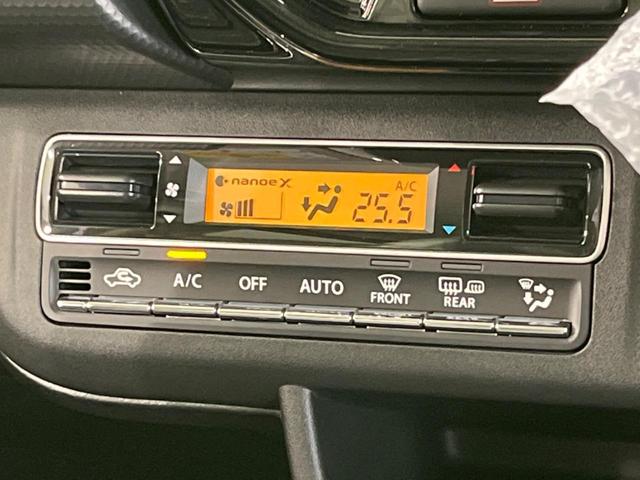 nanoe X
A/C
25.5
A/C
OFF
AUTO
FRONT
REAR